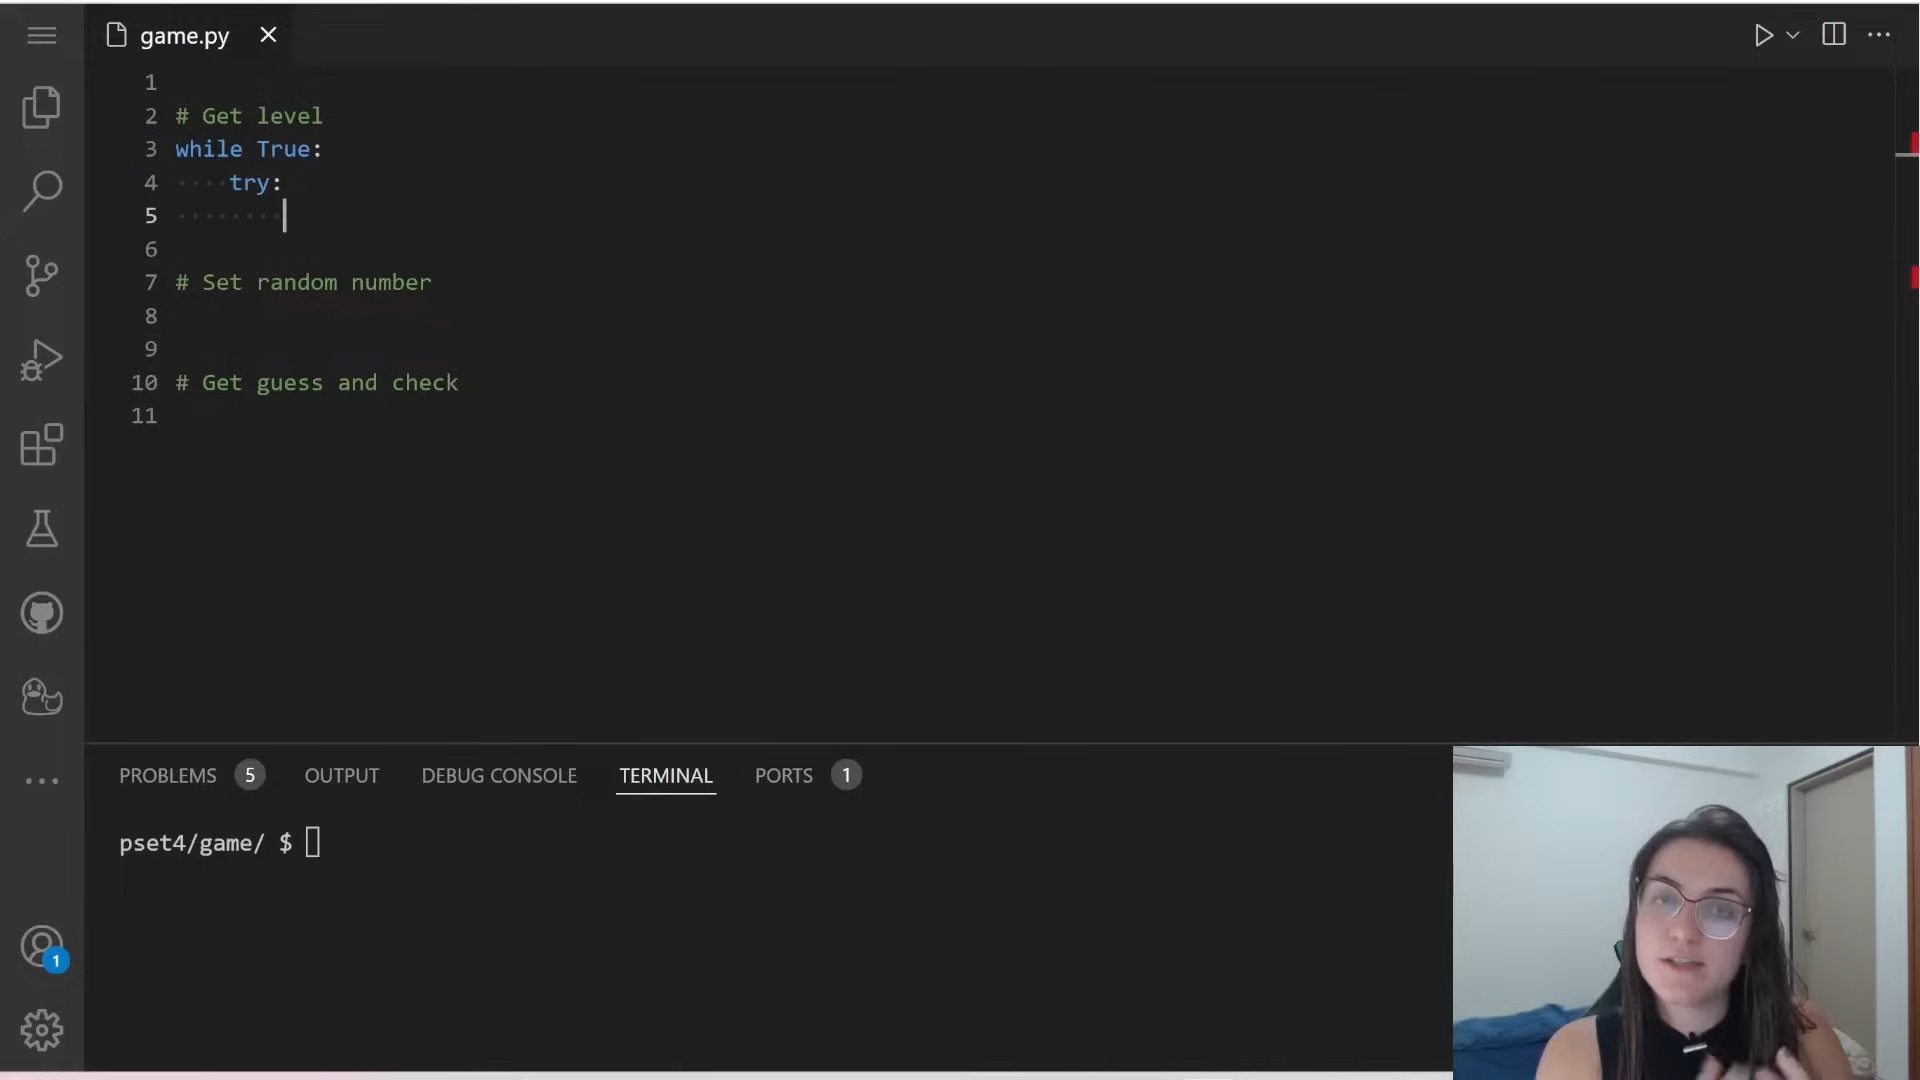 game.py
1
2 # Get level
3 while True:
4 try:
5
6
7 # Set random number
8
9
10 # Get guess and check
11
PROBLEMS 5 OUTPUT DEBUG CONSOLE TERMINAL PORTS 1
pset4/game/ $
1